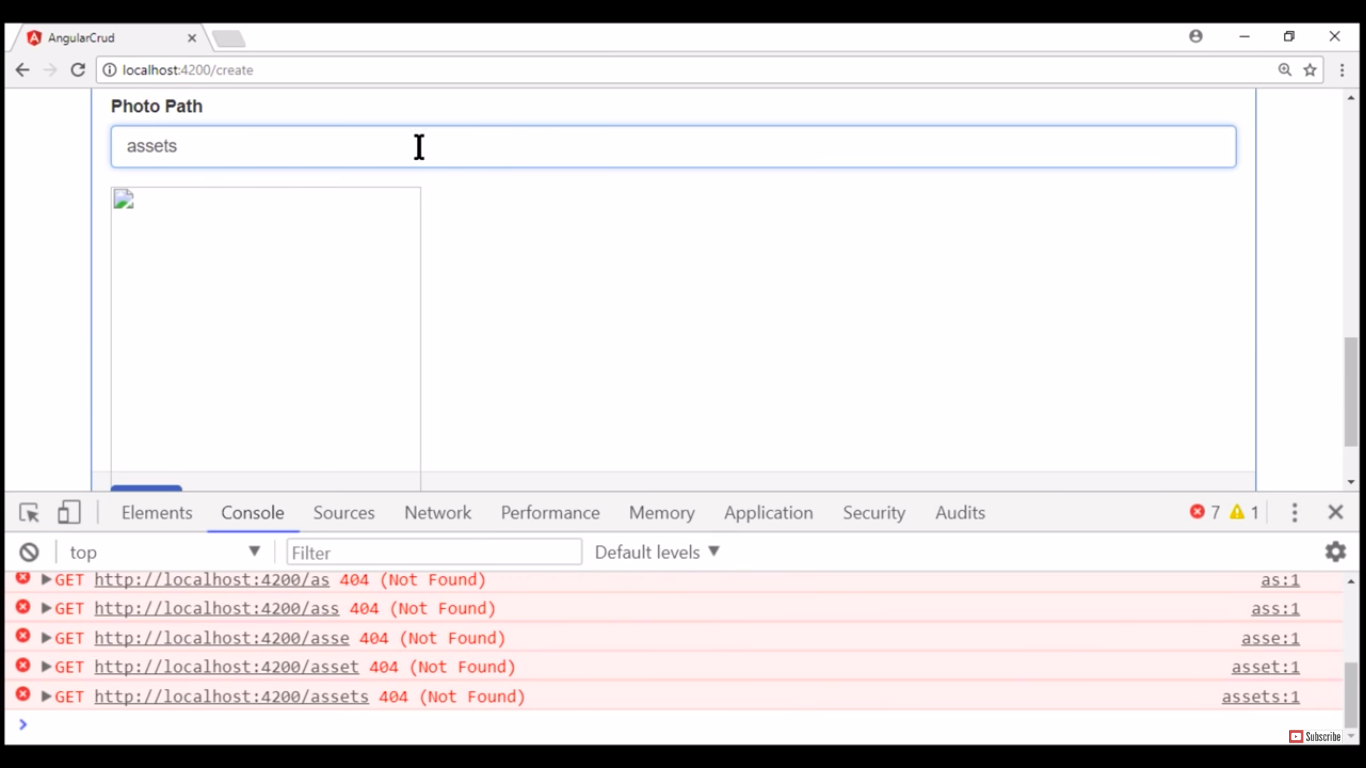 AngularCrud
localhost:4200/create
Photo Path
assets
Elements Console Sources Network Performance Memory Application Security Audits 7 1
top Filter Default levels
GET http://localhost:4200/as 404 (Not Found) as:1
GET http://localhost:4200/ass 404 (Not Found) ass:1
GET http://localhost:4200/asse 404 (Not Found) asse:1
GET http://localhost:4200/asset 404 (Not Found) asset:1
GET http://localhost:4200/assets 404 (Not Found) assets:1
Subscribe